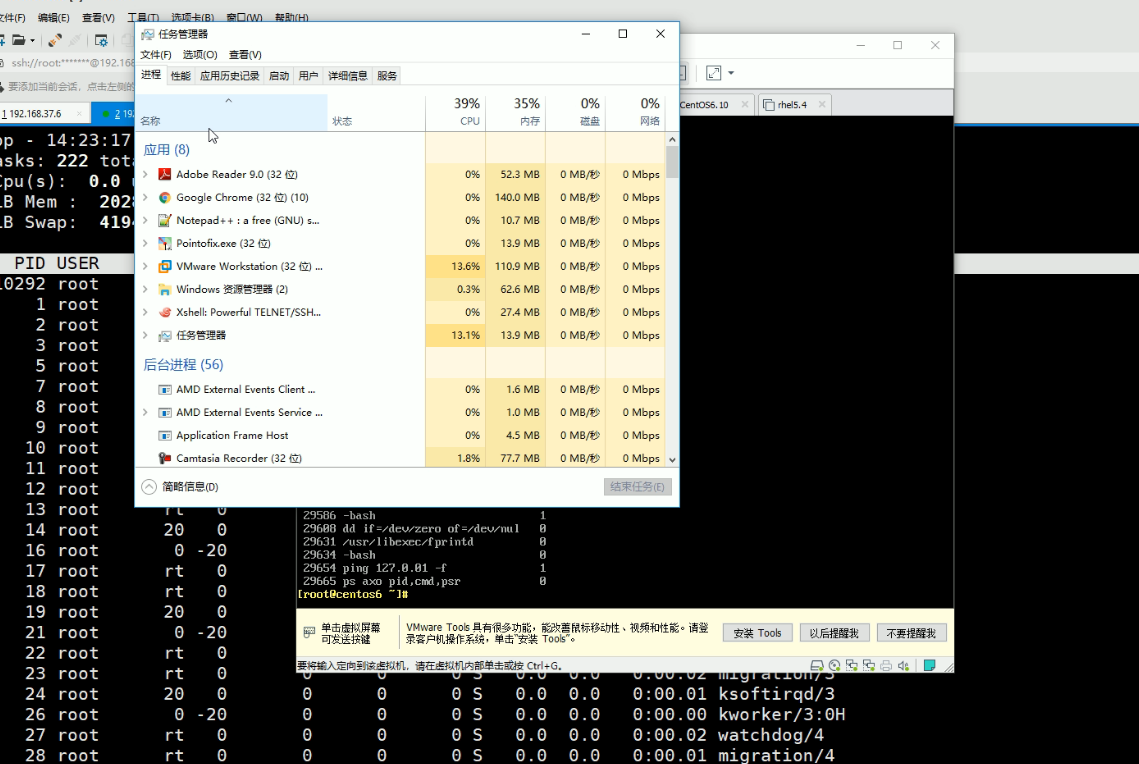 文件(F) 编辑(E) 查看(V) 工具(T) 选项卡(B) 窗口(W) 帮助(H)
ssh://root:*******@192.168
要添加当前会话，点击左侧的
1 192.168.37.6
2 192
14:23:17
222
0.0
LB Mem : 2028
LB Swap: 4194
PID USER
10292 root
1 root
2 root
3 root
5 root
7 root
8 root
9 root
10 root
11 root
12 root
13 root rt 0
14 root 20 0
16 root 0 -20
17 root rt 0
18 root rt 0
19 root 20 0
21 root 0 -20
22 root rt 0
23 root rt 0 0 0 0 S 0.0 0.0 0:00.02 migration/3
24 root 20 0 0 0 0 S 0.0 0.0 0:00.01 ksoftirqd/3
26 root 0 -20 0 0 0 S 0.0 0.0 0:00.00 kworker/3:0H
27 root rt 0 0 0 0 S 0.0 0.0 0:00.02 watchdog/4
28 root rt 0 0 0 0 S 0.0 0.0 0:00.01 migration/4
任务管理器
文件(F) 选项(O) 查看(V)
进程 性能 应用历史记录 启动 用户 详细信息 服务
39% 35% 0% 0%
名称 状态 CPU 内存 磁盘 网络
应用 (8)
Adobe Reader 9.0 (32 位) 0% 52.3 MB 0 MB/秒 0 Mbps
Google Chrome (32 位) (10) 0% 140.0 MB 0 MB/秒 0 Mbps
Notepad++ : a free (GNU) s... 0% 10.7 MB 0 MB/秒 0 Mbps
Pointofix.exe (32 位) 0% 13.9 MB 0 MB/秒 0 Mbps
VMware Workstation (32 位) ... 13.6% 110.9 MB 0 MB/秒 0 Mbps
Windows 资源管理器 (2) 0.3% 62.6 MB 0 MB/秒 0 Mbps
Xshell: Powerful TELNET/SSH... 0% 27.4 MB 0 MB/秒 0 Mbps
任务管理器 13.1% 13.9 MB 0 MB/秒 0 Mbps
后台进程 (56)
AMD External Events Client ... 0% 1.6 MB 0 MB/秒 0 Mbps
AMD External Events Service ... 0% 1.0 MB 0 MB/秒 0 Mbps
Application Frame Host 0% 4.5 MB 0 MB/秒 0 Mbps
Camtasia Recorder (32 位) 1.8% 77.7 MB 0 MB/秒 0 Mbps
简略信息(D) 结束任务(E)
CentOS6.10 rhel5.4
29586 -bash 1
29608 dd if=/dev/zero of=/dev/nul 0
29631 /usr/libexec/fprintd 0
29634 -bash 0
29654 ping 127.0.01 -f 1
29665 ps axo pid,cmd,psr 0
[root@centos6 ~]#
单击虚拟屏幕
可发送按键
VMware Tools 具有很多功能，能改善鼠标移动性、视频和性能。请登
录客户机操作系统，单击"安装 Tools"。
安装 Tools 以后提醒我 不要提醒我
要将输入定向到该虚拟机，请在虚拟机内部单击或按 Ctrl+G。